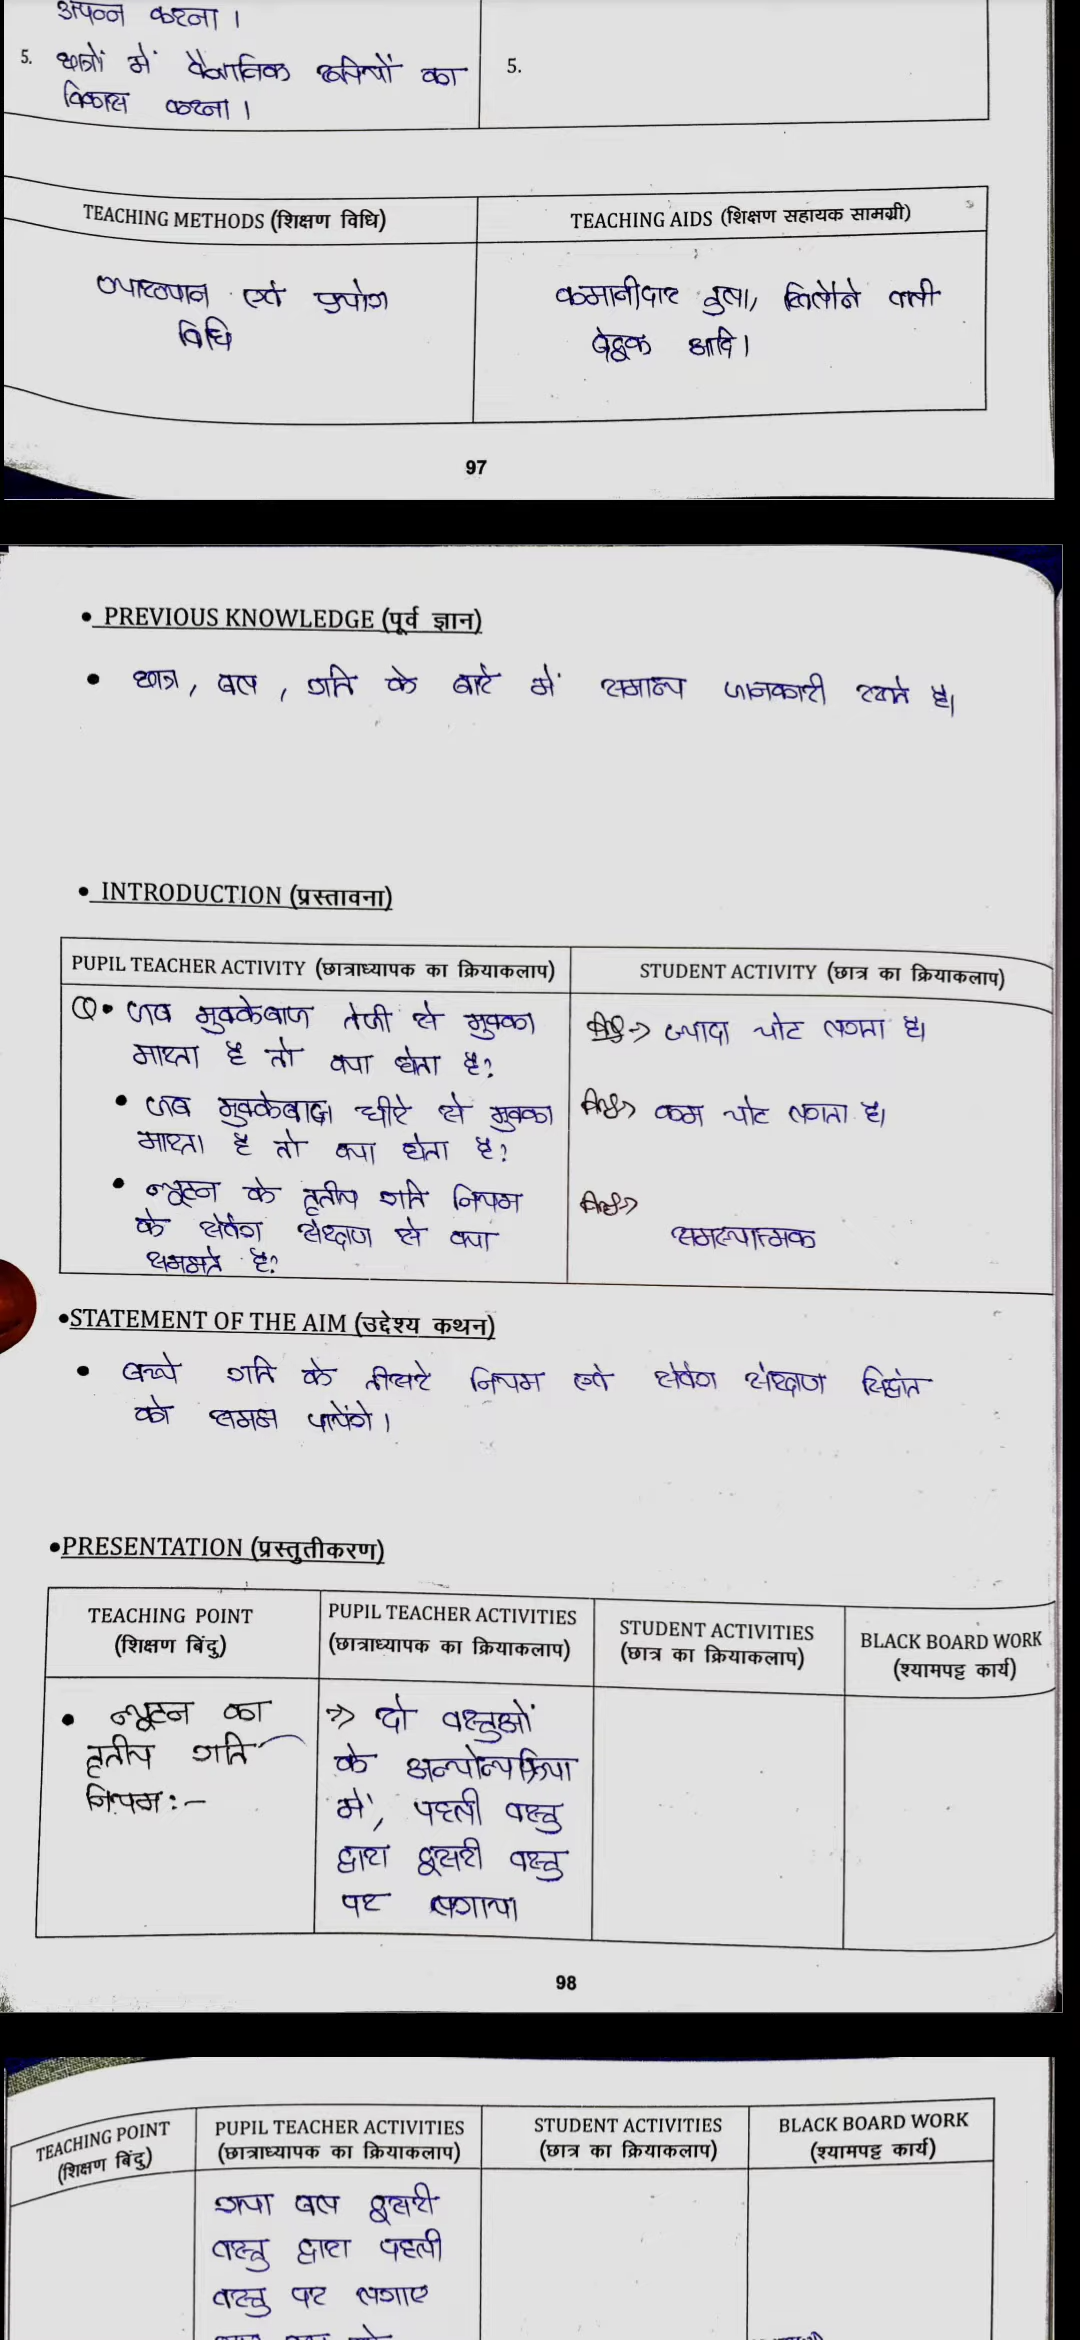 उत्पन्न करना।
5. छात्रों में वैज्ञानिक रूचियों का
विकास करना।
5.
TEACHING METHODS (शिक्षण विधि)
TEACHING AIDS (शिक्षण सहायक सामग्री)
व्याख्यान एवं प्रयोग
विधि
कमानीदार तुला, खिलौने वाली
बंदूक आदि।
97
• PREVIOUS KNOWLEDGE (पूर्व ज्ञान)
• छात्र, बल, गति के बारे में समान्य जानकारी रखते है।
• INTRODUCTION (प्रस्तावना)
PUPIL TEACHER ACTIVITY (छात्राध्यापक का क्रियाकलाप)
STUDENT ACTIVITY (छात्र का क्रियाकलाप)
Q• जब मुक्केबाज तेजी से मुक्का
मारता है तो क्या होता है?
ज्यादा चोट लगता है।
• जब मुक्केबाज धीरे से मुक्का
मारता है तो क्या होता है?
कम चोट लगता है।
• न्यूटन के तृतीय गति नियम
के संवेग संरक्षण से क्या
समझते है?
समस्यात्मक
•STATEMENT OF THE AIM (उद्देश्य कथन)
• बच्चे गति के तीसरे नियम एवं संवेग संरक्षण सिद्धांत
को समझ पायेंगे।
•PRESENTATION (प्रस्तुतीकरण)
TEACHING POINT
(शिक्षण बिंदु)
PUPIL TEACHER ACTIVITIES
(छात्राध्यापक का क्रियाकलाप)
STUDENT ACTIVITIES
(छात्र का क्रियाकलाप)
BLACK BOARD WORK
(श्यामपट्ट कार्य)
• न्यूटन का
तृतीय गति
नियम:-
⇒ दो वस्तुओं
के अन्योन्यक्रिया
में, पहली वस्तु
द्वारा दूसरी वस्तु
पर लगाया
98
TEACHING POINT
(शिक्षण बिंदु)
PUPIL TEACHER ACTIVITIES
(छात्राध्यापक का क्रियाकलाप)
STUDENT ACTIVITIES
(छात्र का क्रियाकलाप)
BLACK BOARD WORK
(श्यामपट्ट कार्य)
गया बल दूसरी
वस्तु द्वारा पहली
वस्तु पर लगाए